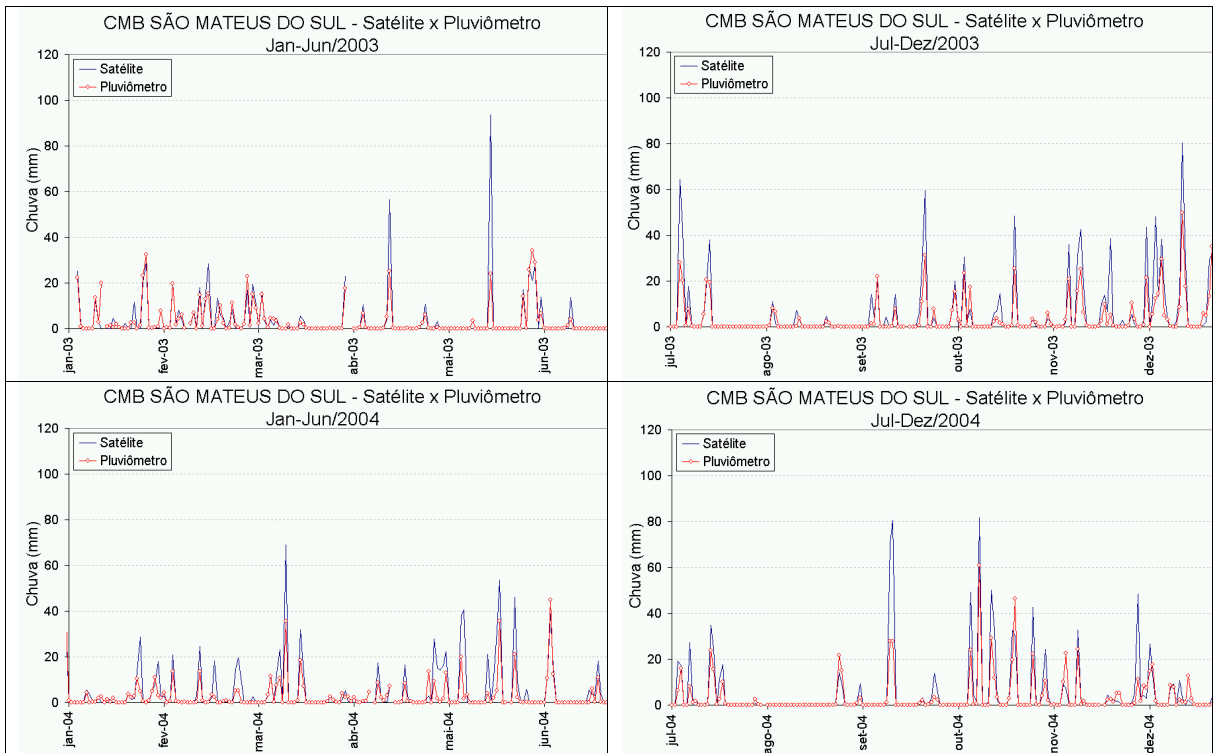 CMB SÃO MATEUS DO SUL - Satélite x Pluviômetro
Jan-Jun/2003
Chuva (mm)
120
100
80
60
40
20
0
Satélite
Pluviômetro
jan-03
fev-03
mar-03
abr-03
mai-03
jun-03
CMB SÃO MATEUS DO SUL - Satélite x Pluviômetro
Jul-Dez/2003
Chuva (mm)
120
100
80
60
40
20
0
Satélite
Pluviômetro
jul-03
ago-03
set-03
out-03
nov-03
dez-03
CMB SÃO MATEUS DO SUL - Satélite x Pluviômetro
Jan-Jun/2004
Chuva (mm)
120
100
80
60
40
20
0
Satélite
Pluviômetro
jan-04
fev-04
mar-04
abr-04
mai-04
jun-04
CMB SÃO MATEUS DO SUL - Satélite x Pluviômetro
Jul-Dez/2004
Chuva (mm)
120
100
80
60
40
20
0
Satélite
Pluviômetro
jul-04
ago-04
set-04
out-04
nov-04
dez-04